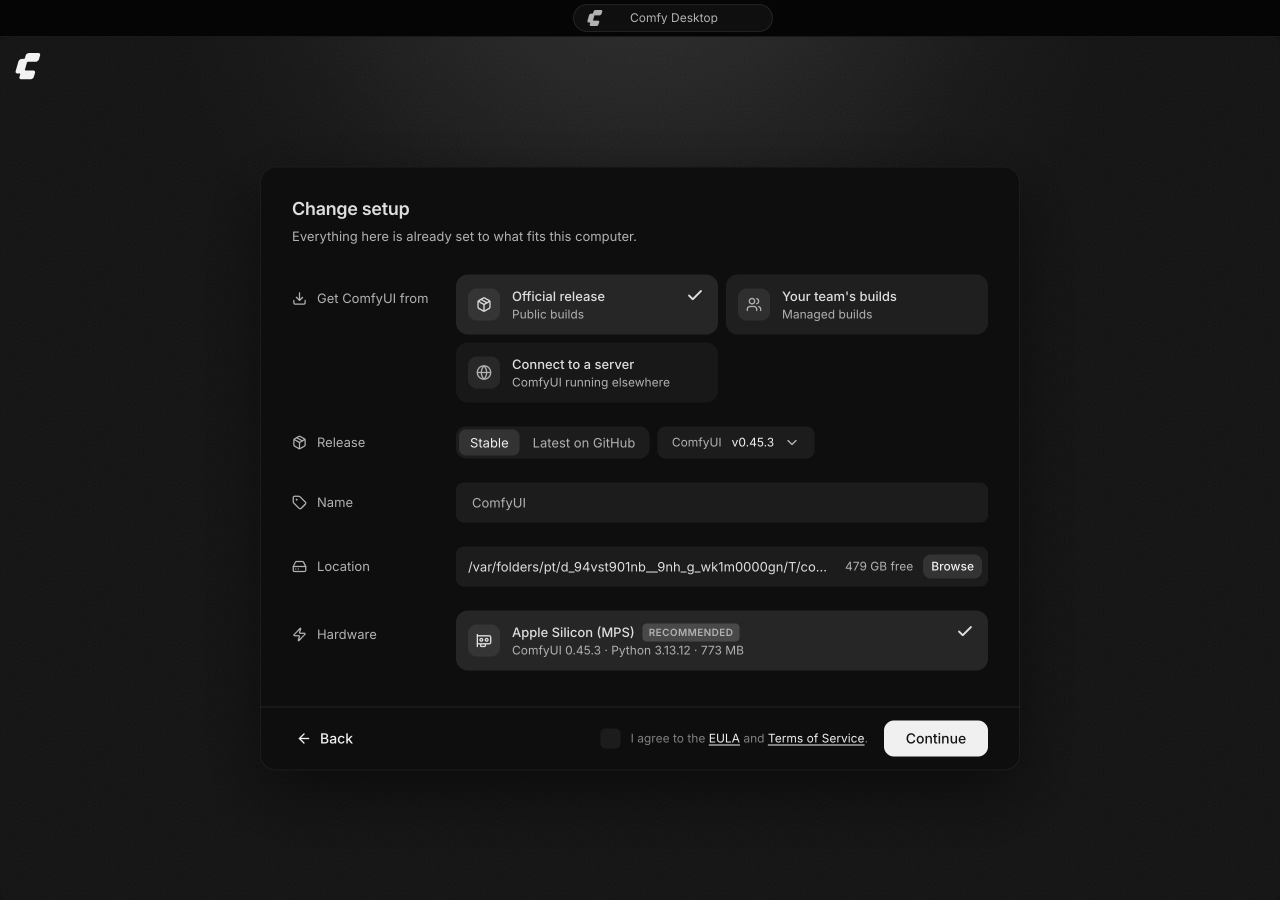 Comfy Desktop
Change setup
Everything here is already set to what fits this computer.
Get ComfyUI from
Official release
Public builds
Your team's builds
Managed builds
Connect to a server
ComfyUI running elsewhere
Release
Stable
Latest on GitHub
ComfyUI v0.45.3
Name
ComfyUI
Location
/var/folders/pt/d_94vst901nb__9nh_g_wk1m0000gn/T/co...
479 GB free
Browse
Hardware
Apple Silicon (MPS) RECOMMENDED
ComfyUI 0.45.3 · Python 3.13.12 · 773 MB
Back
I agree to the EULA and Terms of Service.
Continue